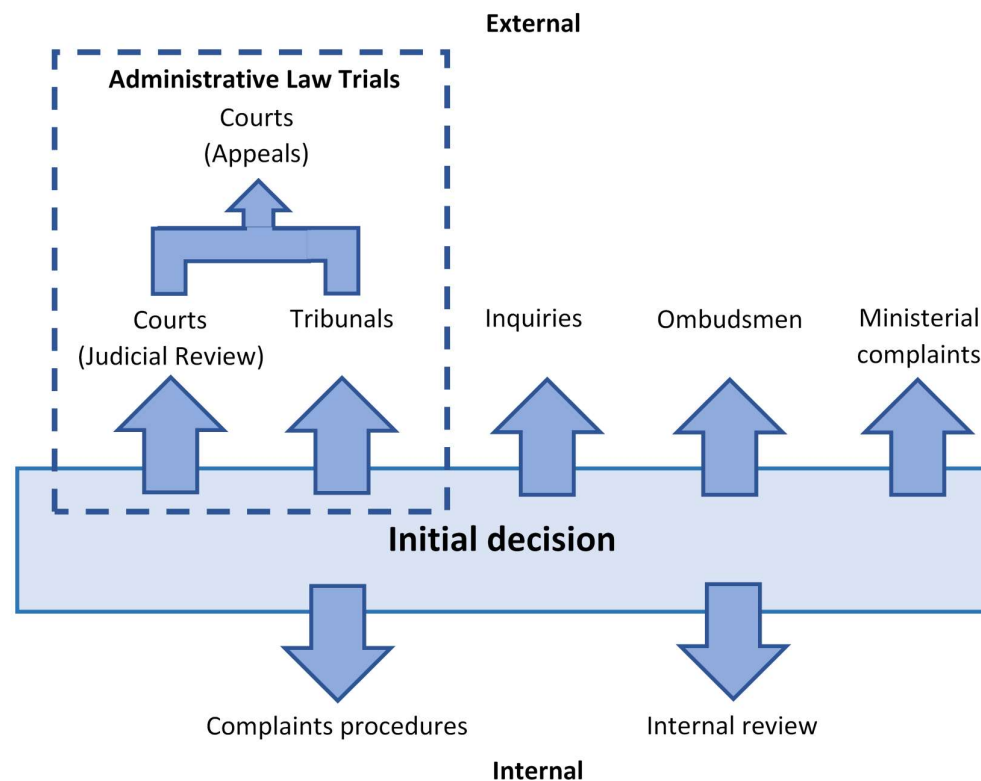 External
Administrative Law Trials
Courts
(Appeals)
Courts
(Judicial Review)
Tribunals
Inquiries
Ombudsmen
Ministerial
complaints
Initial decision
Complaints procedures
Internal review
Internal